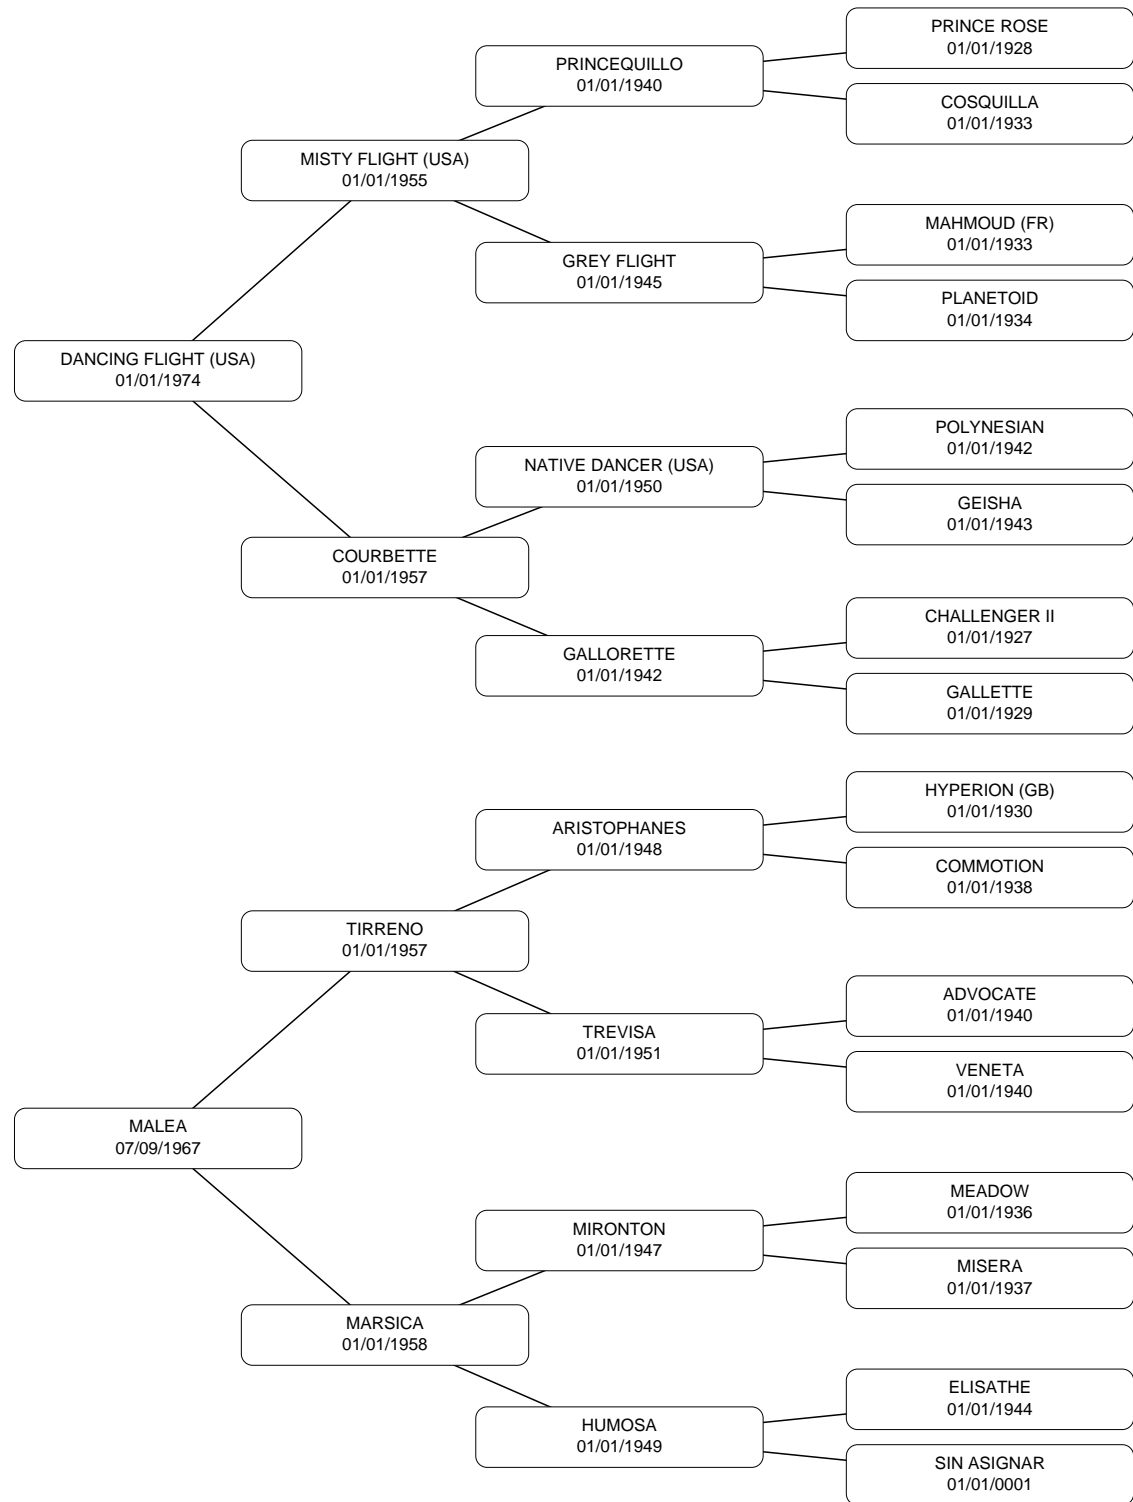 PRINCE ROSE
01/01/1928
PRINCEQUILLO
01/01/1940
COSQUILLA
01/01/1933
MISTY FLIGHT (USA)
01/01/1955
MAHMOUD (FR)
01/01/1933
GREY FLIGHT
01/01/1945
PLANETOID
01/01/1934
DANCING FLIGHT (USA)
01/01/1974
POLYNESIAN
01/01/1942
NATIVE DANCER (USA)
01/01/1950
GEISHA
01/01/1943
COURBETTE
01/01/1957
CHALLENGER II
01/01/1927
GALLORETTE
01/01/1942
GALLETTE
01/01/1929
HYPERION (GB)
01/01/1930
ARISTOPHANES
01/01/1948
COMMOTION
01/01/1938
TIRRENO
01/01/1957
ADVOCATE
01/01/1940
TREVISA
01/01/1951
VENETA
01/01/1940
MALEA
07/09/1967
MEADOW
01/01/1936
MIRONTON
01/01/1947
MISERA
01/01/1937
MARSICA
01/01/1958
ELISATHE
01/01/1944
HUMOSA
01/01/1949
SIN ASIGNAR
01/01/0001